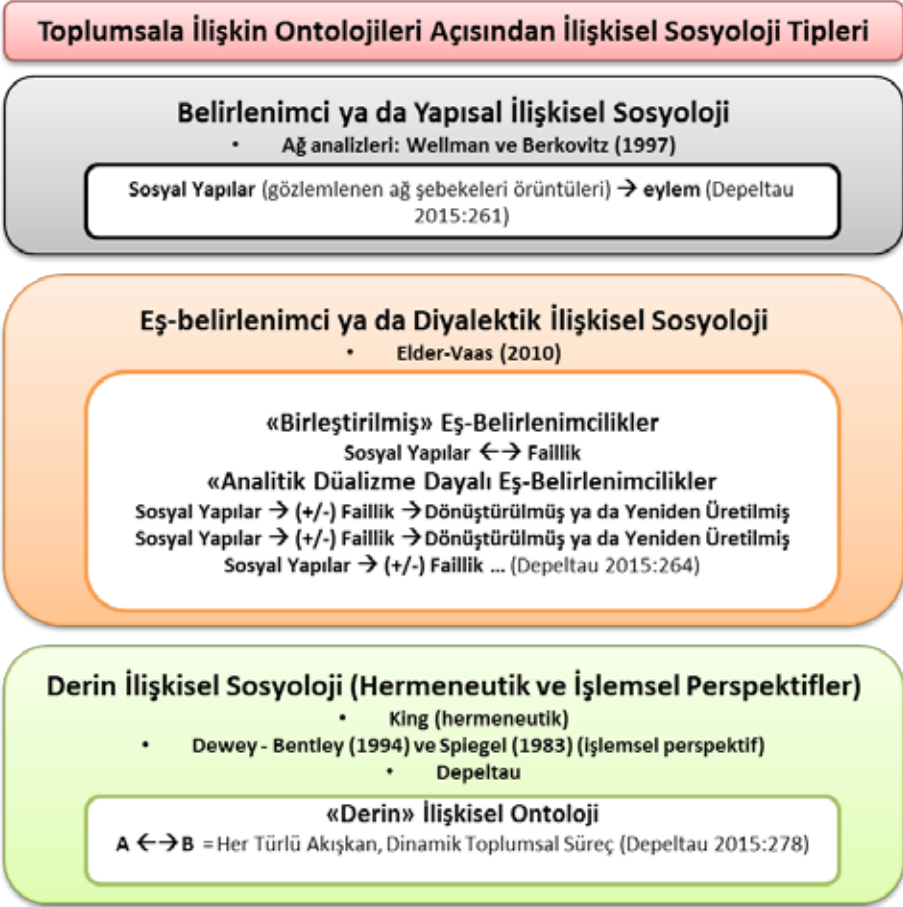 Toplumsala İlişkin Ontolojileri Açısından İlişkisel Sosyoloji Tipleri
Belirlenimci ya da Yapısal İlişkisel Sosyoloji
• Ağ analizleri: Wellman ve Berkovitz (1997)
Sosyal Yapılar (gözlemlenen ağ şebekeleri örüntüleri) → eylem (Depeltau
2015:261)
Eş-belirlenimci ya da Diyalektik İlişkisel Sosyoloji
• Elder-Vaas (2010)
«Birleştirilmiş» Eş-Belirlenimcilikler
Sosyal Yapılar ←→ Faillik
«Analitik Düalizme Dayalı Eş-Belirlenimcilikler
Sosyal Yapılar → (+/-) Faillik → Dönüştürülmüş ya da Yeniden Üretilmiş
Sosyal Yapılar → (+/-) Faillik → Dönüştürülmüş ya da Yeniden Üretilmiş
Sosyal Yapılar → (+/-) Faillik ... (Depeltau 2015:264)
Derin İlişkisel Sosyoloji (Hermeneutik ve İşlemsel Perspektifler)
• King (hermeneutik)
• Dewey - Bentley (1994) ve Spiegel (1983) (işlemsel perspektif)
• Depeltau
«Derin» İlişkisel Ontoloji
A ←→ B = Her Türlü Akışkan, Dinamik Toplumsal Süreç (Depeltau 2015:278)